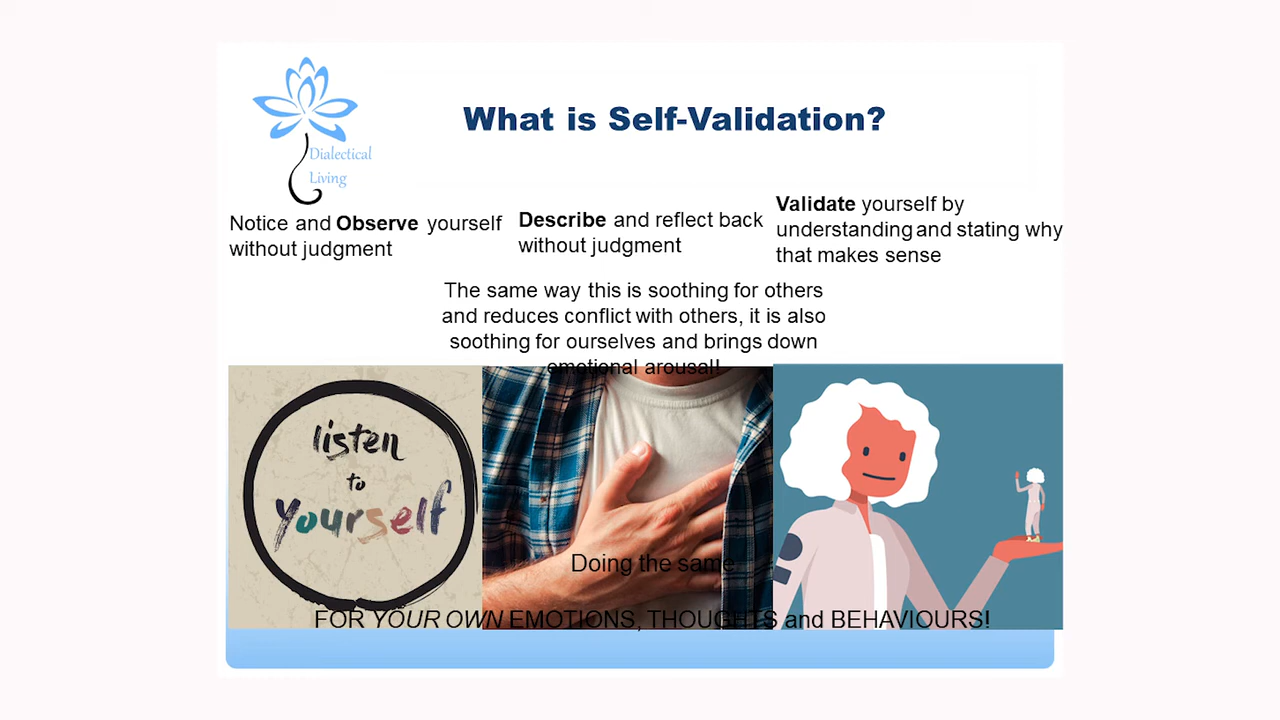 What is Self-Validation?
Dialectical
Living
Notice and Observe yourself
without judgment
Describe and reflect back
without judgment
Validate yourself by
understanding and stating why
that makes sense
The same way this is soothing for others
and reduces conflict with others, it is also
soothing for ourselves and brings down
emotional arousal!
listen
to
yourself
Doing the same
FOR YOUR OWN EMOTIONS, THOUGHTS and BEHAVIOURS!